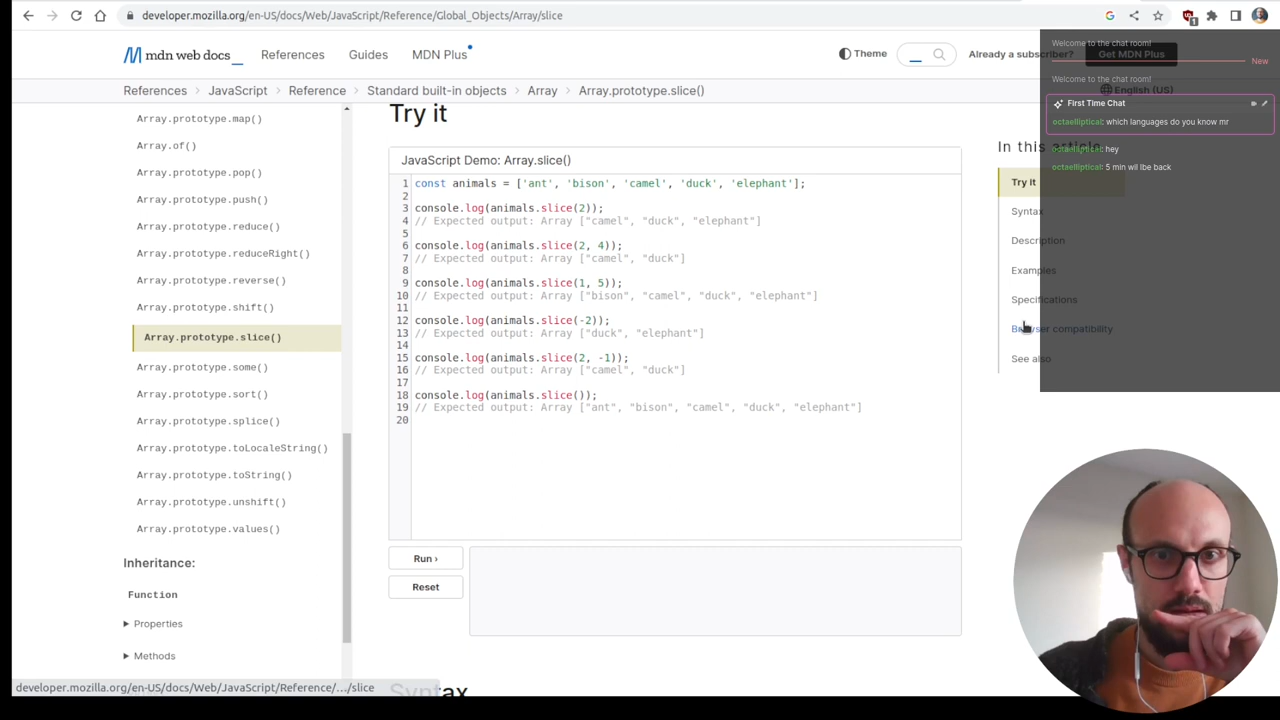 developer.mozilla.org/en-US/docs/Web/JavaScript/Reference/Global_Objects/Array/slice
1
mdn web docs
References
Guides
MDN Plus
Theme
Already a subscriber?
Get MDN Plus
References
JavaScript
Reference
Standard built-in objects
Array
Array.prototype.slice()
English (US)
Array.prototype.map()
Array.of()
Array.prototype.pop()
Array.prototype.push()
Array.prototype.reduce()
Array.prototype.reduceRight()
Array.prototype.reverse()
Array.prototype.shift()
Array.prototype.slice()
Array.prototype.some()
Array.prototype.sort()
Array.prototype.splice()
Array.prototype.toLocaleString()
Array.prototype.toString()
Array.prototype.unshift()
Array.prototype.values()
Inheritance:
Function
Properties
Methods
developer.mozilla.org/en-US/docs/Web/JavaScript/Reference/…/slice
Try it
JavaScript Demo: Array.slice()
1 const animals = ['ant', 'bison', 'camel', 'duck', 'elephant'];
2
3 console.log(animals.slice(2));
4 // Expected output: Array ["camel", "duck", "elephant"]
5
6 console.log(animals.slice(2, 4));
7 // Expected output: Array ["camel", "duck"]
8
9 console.log(animals.slice(1, 5));
10 // Expected output: Array ["bison", "camel", "duck", "elephant"]
11
12 console.log(animals.slice(-2));
13 // Expected output: Array ["duck", "elephant"]
14
15 console.log(animals.slice(2, -1));
16 // Expected output: Array ["camel", "duck"]
17
18 console.log(animals.slice());
19 // Expected output: Array ["ant", "bison", "camel", "duck", "elephant"]
20
Run ›
Reset
Syntax
In this article
Try it
Syntax
Description
Examples
Specifications
Browser compatibility
See also
Welcome to the chat room!
New
Welcome to the chat room!
First Time Chat
octaelliptical: which languages do you know mr
octaelliptical: hey
octaelliptical: 5 min wil lbe back